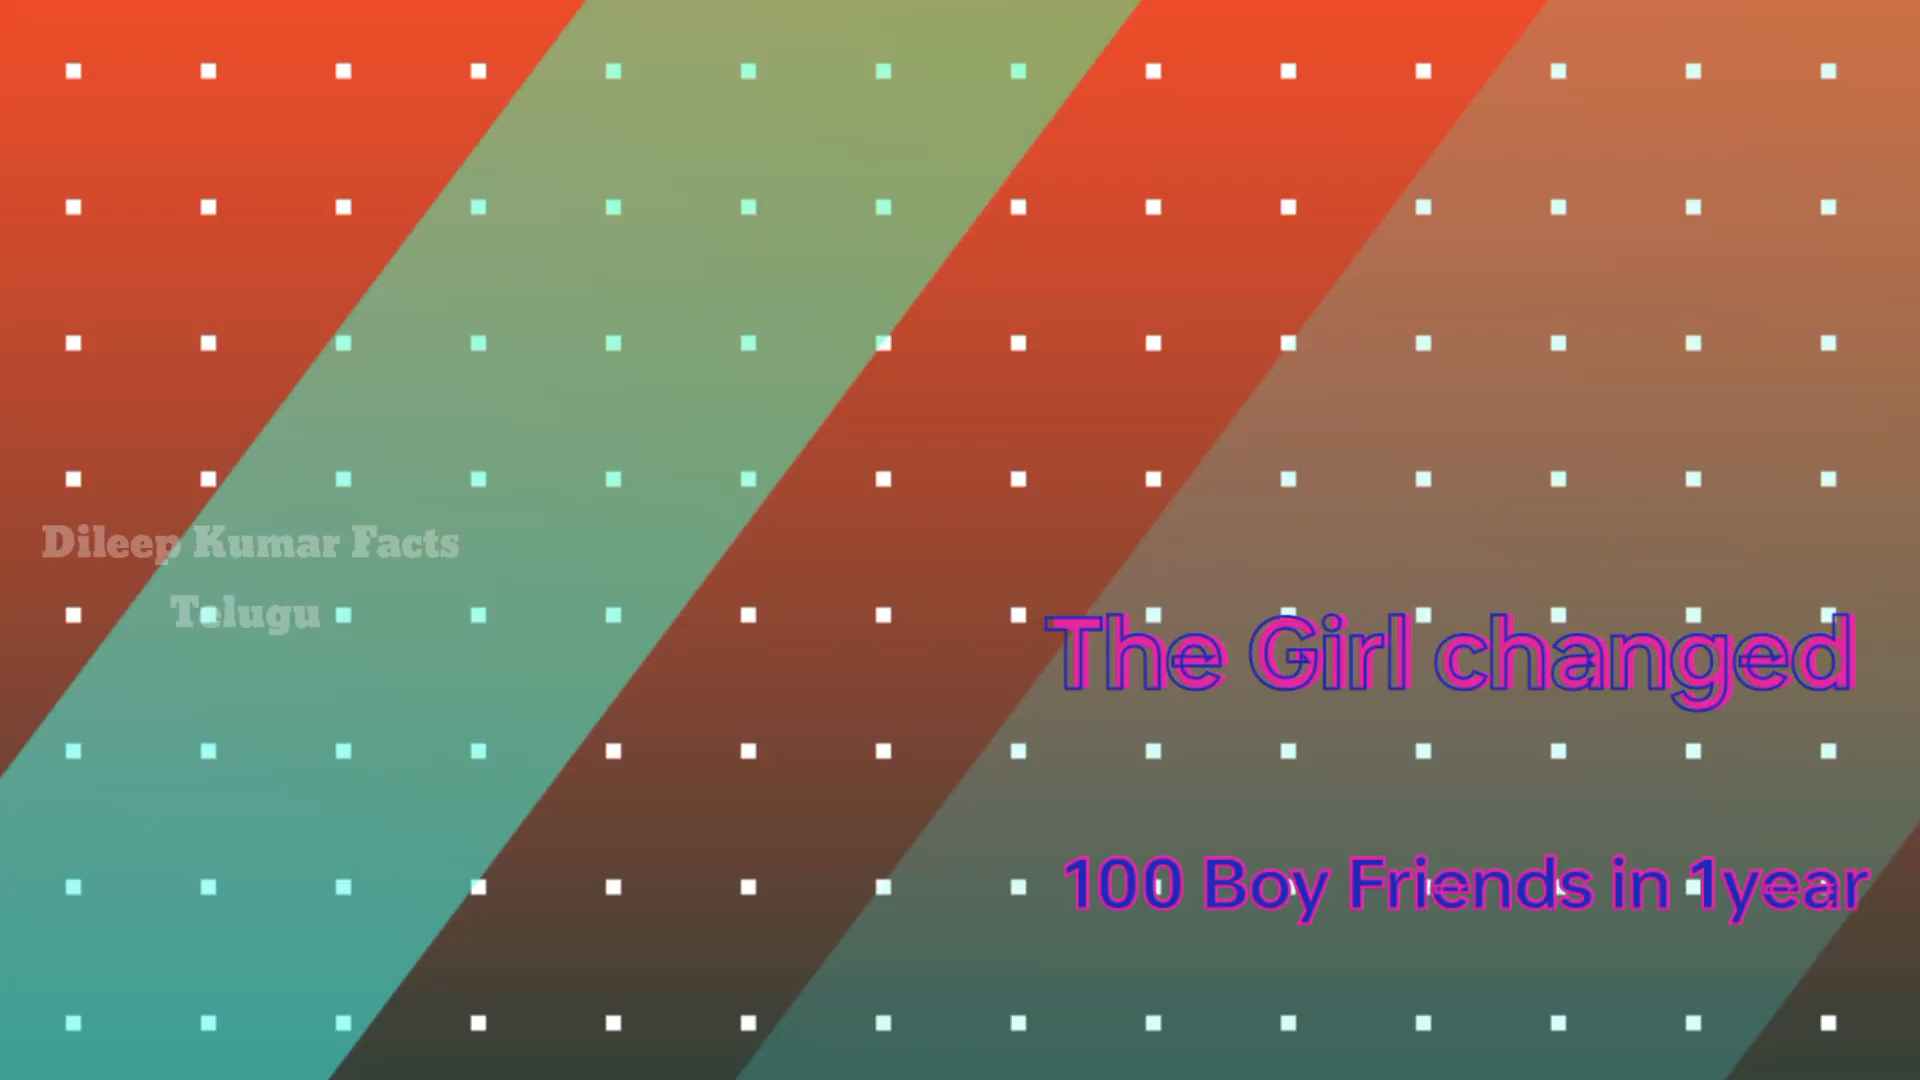 Dileep Kumar Facts
Telugu
The Girl changed
100 Boy Friends in 1year